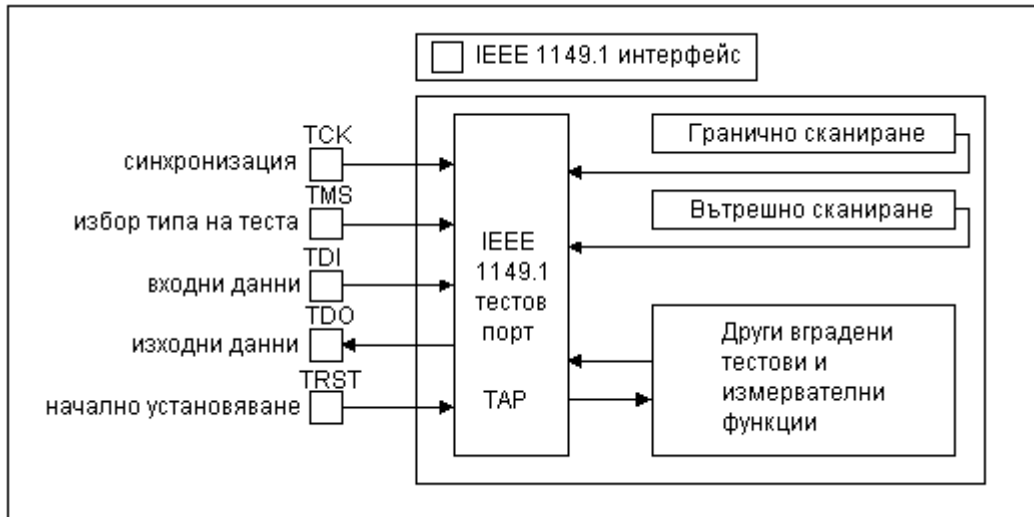 IEEE 1149.1 интерфейс
TCK
синхронизация
TMS
избор типа на теста
TDI
входни данни
TDO
изходни данни
TRST
начално установяване
IEEE
1149.1
тестов
порт
TAP
Гранично сканиране
Вътрешно сканиране
Други вградени
тестови и
измервателни
функции